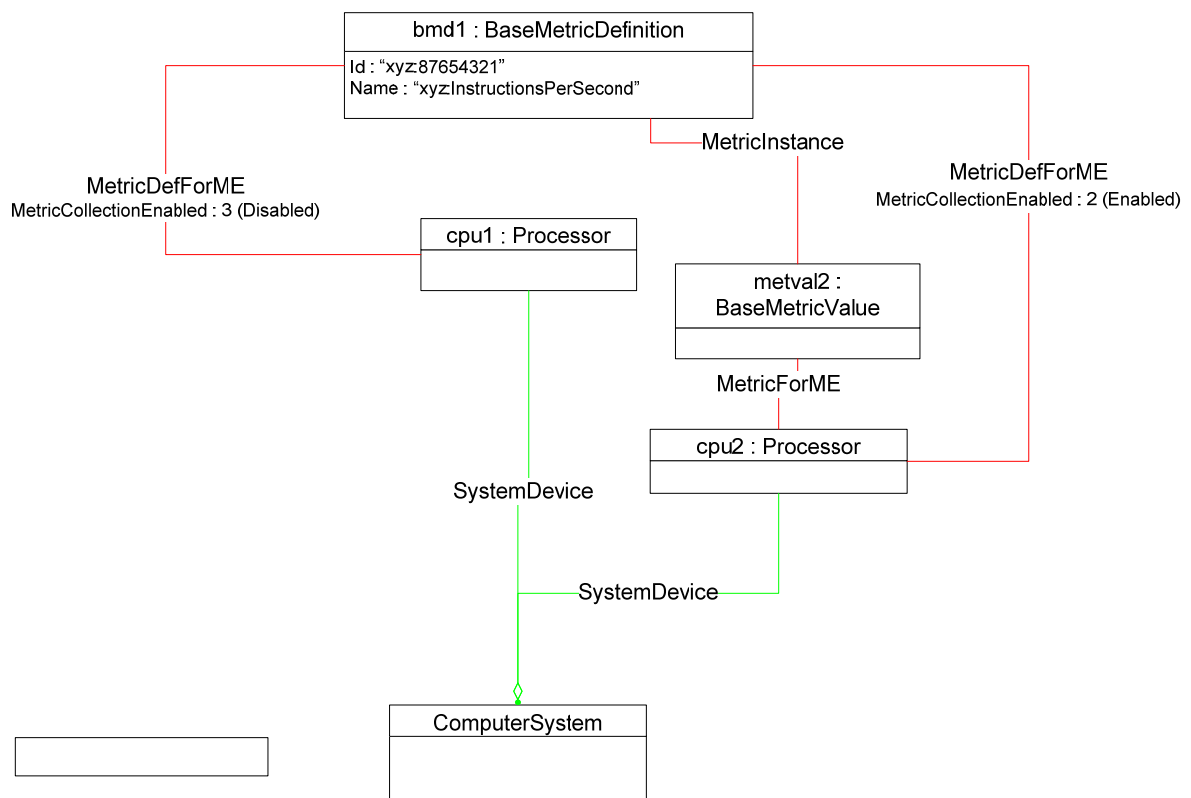 bmd1 : BaseMetricDefinition
Id : “xyz:87654321”
Name : “xyz:InstructionsPerSecond”
MetricInstance
MetricDefForME
MetricCollectionEnabled : 2 (Enabled)
MetricDefForME
MetricCollectionEnabled : 3 (Disabled)
cpu1 : Processor
metval2 :
BaseMetricValue
MetricForME
cpu2 : Processor
SystemDevice
SystemDevice
ComputerSystem